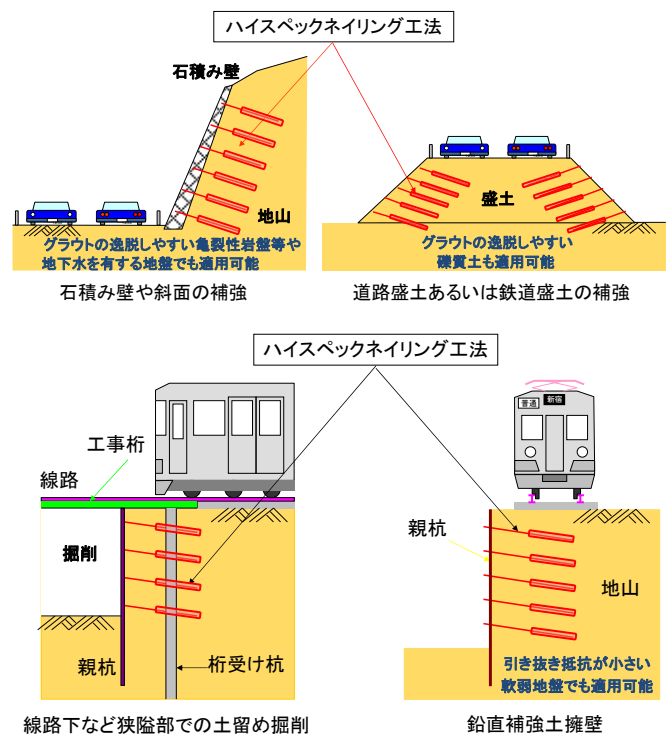 ハイスペックネイリング工法
石積み壁
地山
グラウトの逸脱しやすい亀裂性岩盤等や
地下水を有する地盤でも適用可能
石積み壁や斜面の補強
盛土
グラウトの逸脱しやすい
礫質土も適用可能
道路盛土あるいは鉄道盛土の補強
ハイスペックネイリング工法
工事桁
線路
掘削
親杭
桁受け杭
線路下など狭隘部での土留め掘削
普通
新宿
親杭
地山
引き抜き抵抗が小さい
軟弱地盤でも適用可能
鉛直補強土擁壁